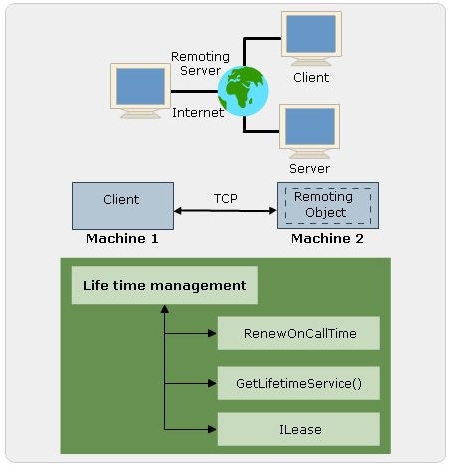 Remoting
Server
Internet
Client
Server
Client
TCP
Remoting
Object
Machine 1
Machine 2
Life time management
RenewOnCallTime
GetLifetimeService()
ILease